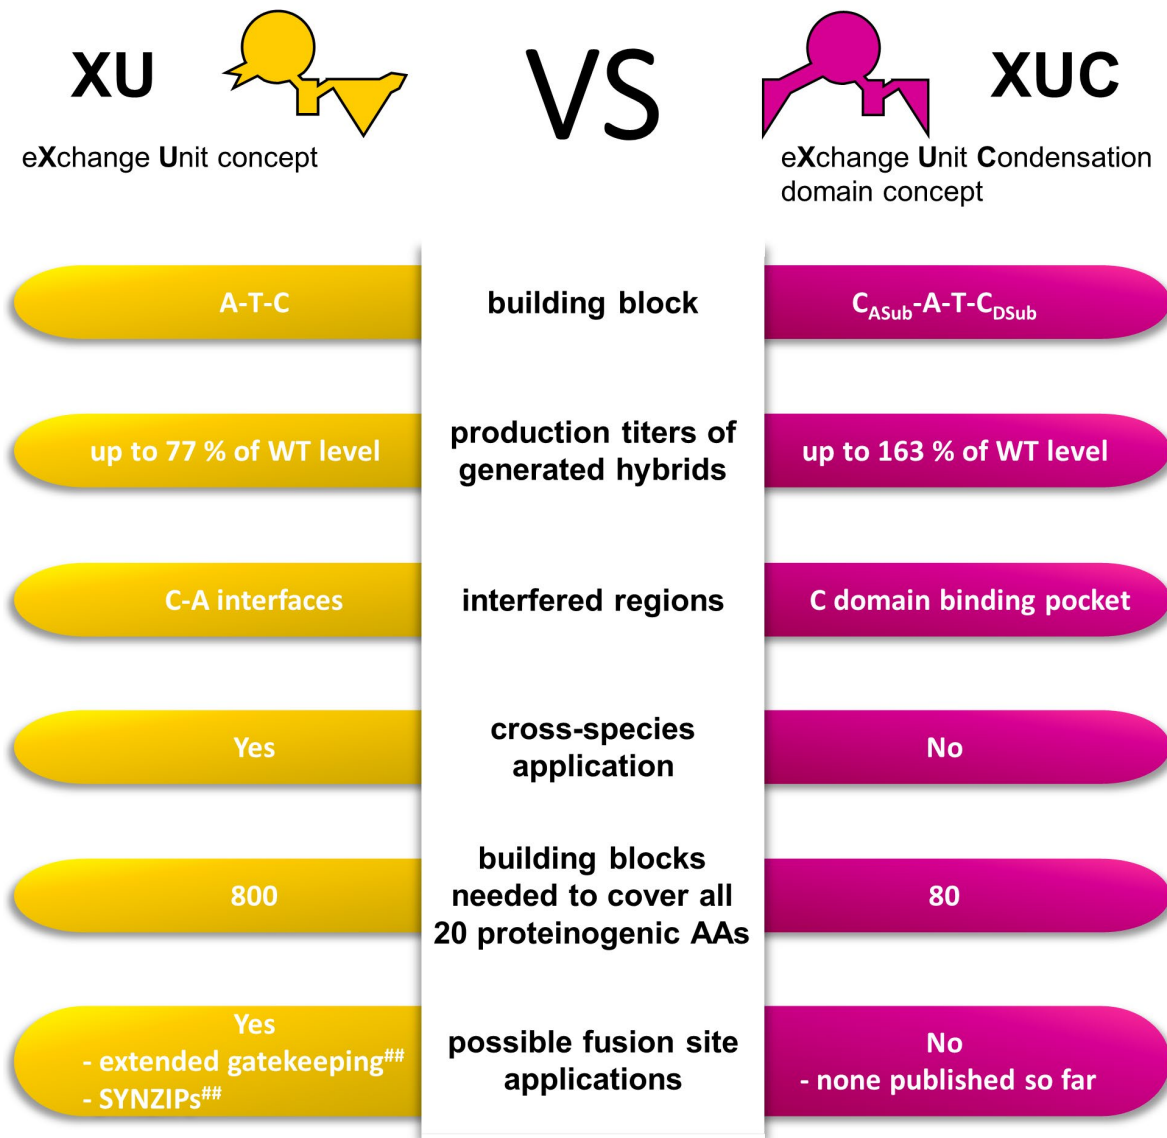 XU
VS
XUC
eXchange Unit concept
eXchange Unit Condensation
domain concept
A-T-C
building block
C_ASub-A-T-C_DSub
up to 77 % of WT level
production titers of
generated hybrids
up to 163 % of WT level
C-A interfaces
interfered regions
C domain binding pocket
Yes
cross-species
application
No
800
building blocks
needed to cover all
20 proteinogenic AAs
80
Yes
- extended gatekeeping##
- SYNZIPs##
possible fusion site
applications
No
- none published so far